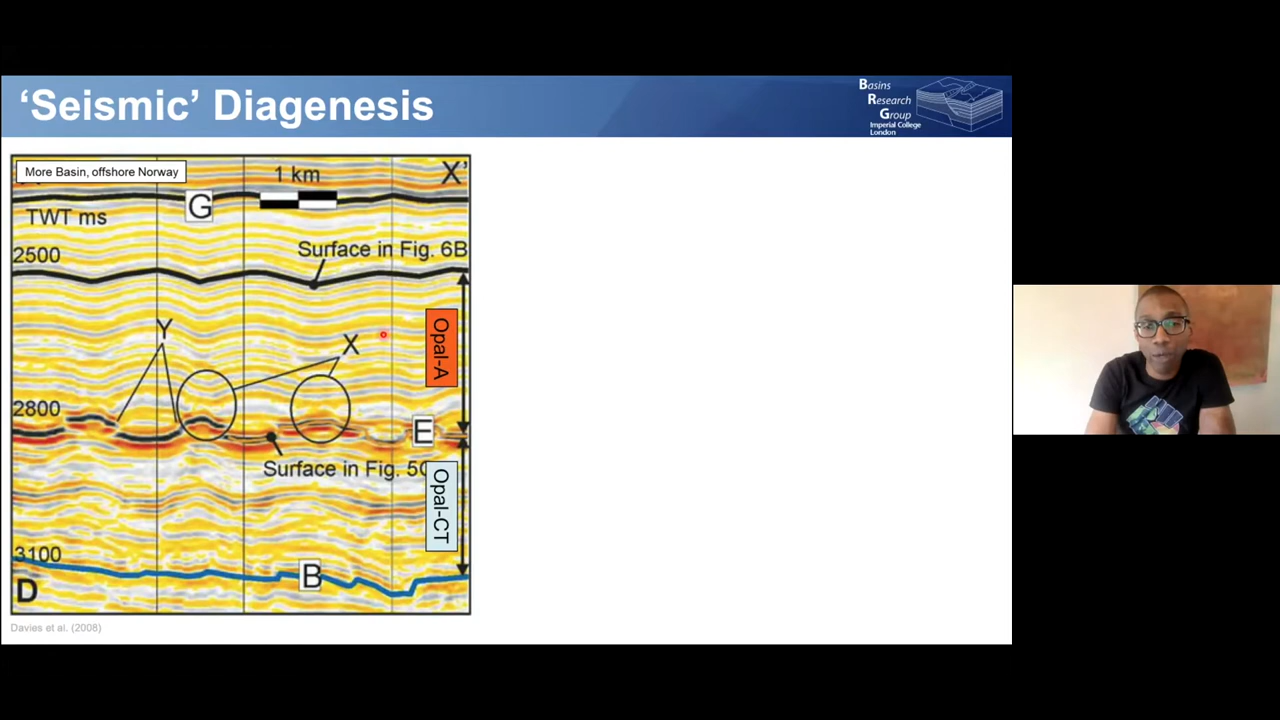 ‘Seismic’ Diagenesis
Basins
Research
Group
Imperial College
London
More Basin, offshore Norway
1 km
X’
G
TWT ms
2500
Surface in Fig. 6B
Y
X
Opal-A
2800
E
Surface in Fig. 5C
Opal-CT
3100
B
D
Davies et al. (2008)